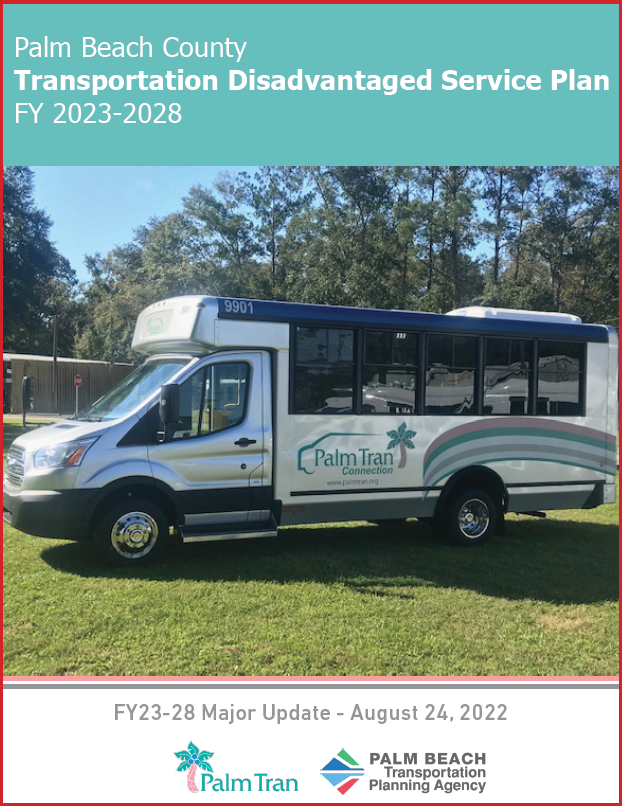 Palm Beach County
Transportation Disadvantaged Service Plan
FY 2023-2028
9901
Palm Tran
Connection
www.palmtran.org
FY23-28 Major Update - August 24, 2022
Palm Tran
PALM BEACH
Transportation
Planning Agency